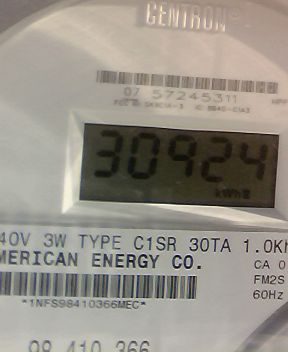 CENTRON®
07 57245311
30924
kWh
40V 3W TYPE C1SR 30TA 1.0Kh
MERICAN ENERGY CO.
CA 0
FM2S
60Hz
*1NFS98410366MEC*
98 410 366